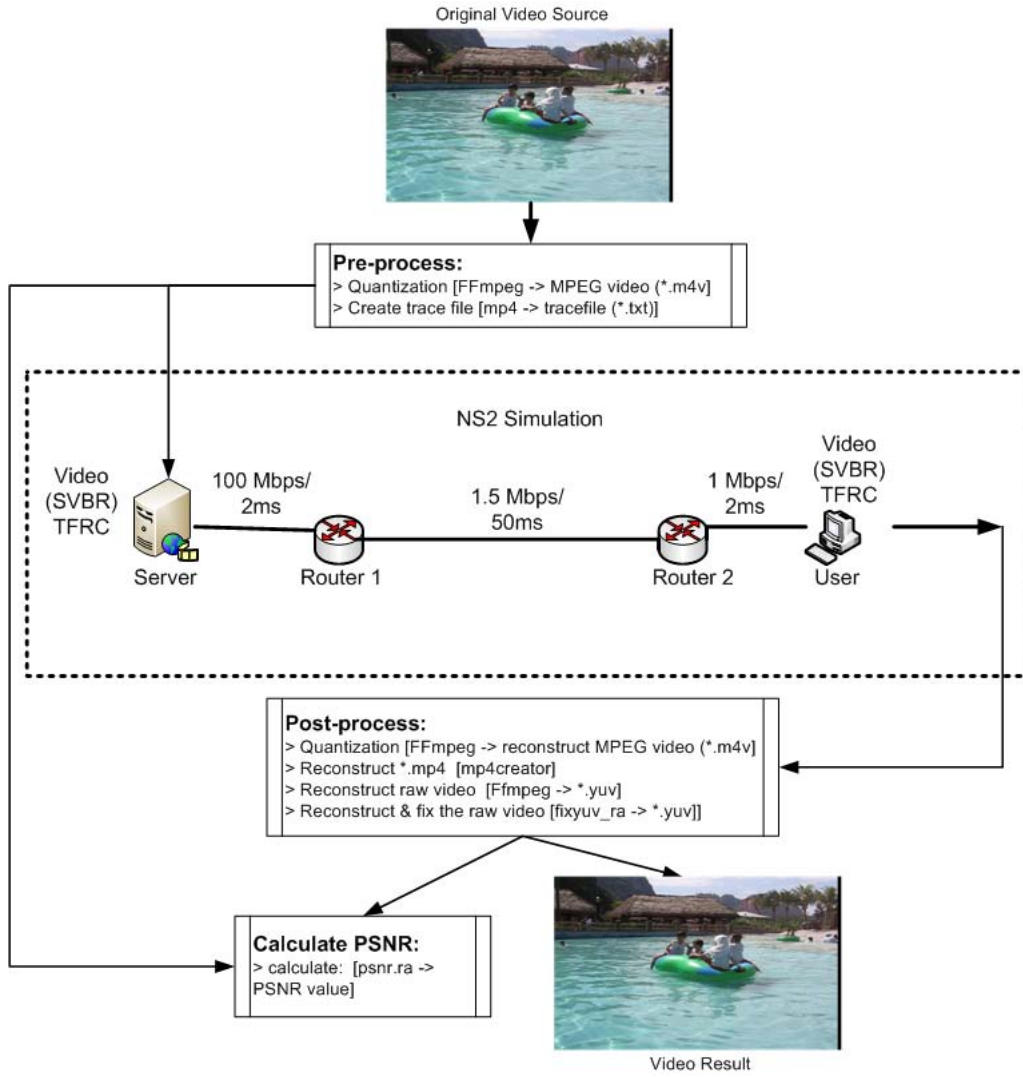 Original Video Source
Pre-process:
> Quantization [FFmpeg -> MPEG video (*.m4v]
> Create trace file [mp4 -> tracefile (*.txt)]
NS2 Simulation
Video
(SVBR)
TFRC
Server
100 Mbps/
2ms
Router 1
1.5 Mbps/
50ms
Router 2
1 Mbps/
2ms
Video
(SVBR)
TFRC
User
Post-process:
> Quantization [FFmpeg -> reconstruct MPEG video (*.m4v]
> Reconstruct *.mp4 [mp4creator]
> Reconstruct raw video [Ffmpeg -> *.yuv]
> Reconstruct & fix the raw video [fixyuv_ra -> *.yuv]]
Calculate PSNR:
> calculate: [psnr.ra ->
PSNR value]
Video Result